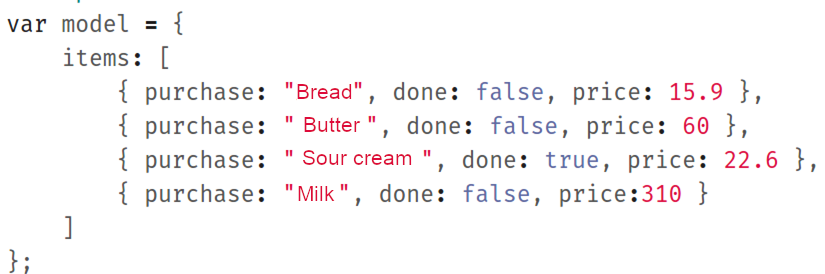 var model = {
    items: [
        { purchase: "Bread", done: false, price: 15.9 },
        { purchase: " Butter ", done: false, price: 60 },
        { purchase: " Sour cream ", done: true, price: 22.6 },
        { purchase: "Milk ", done: false, price:310 }
    ]
};